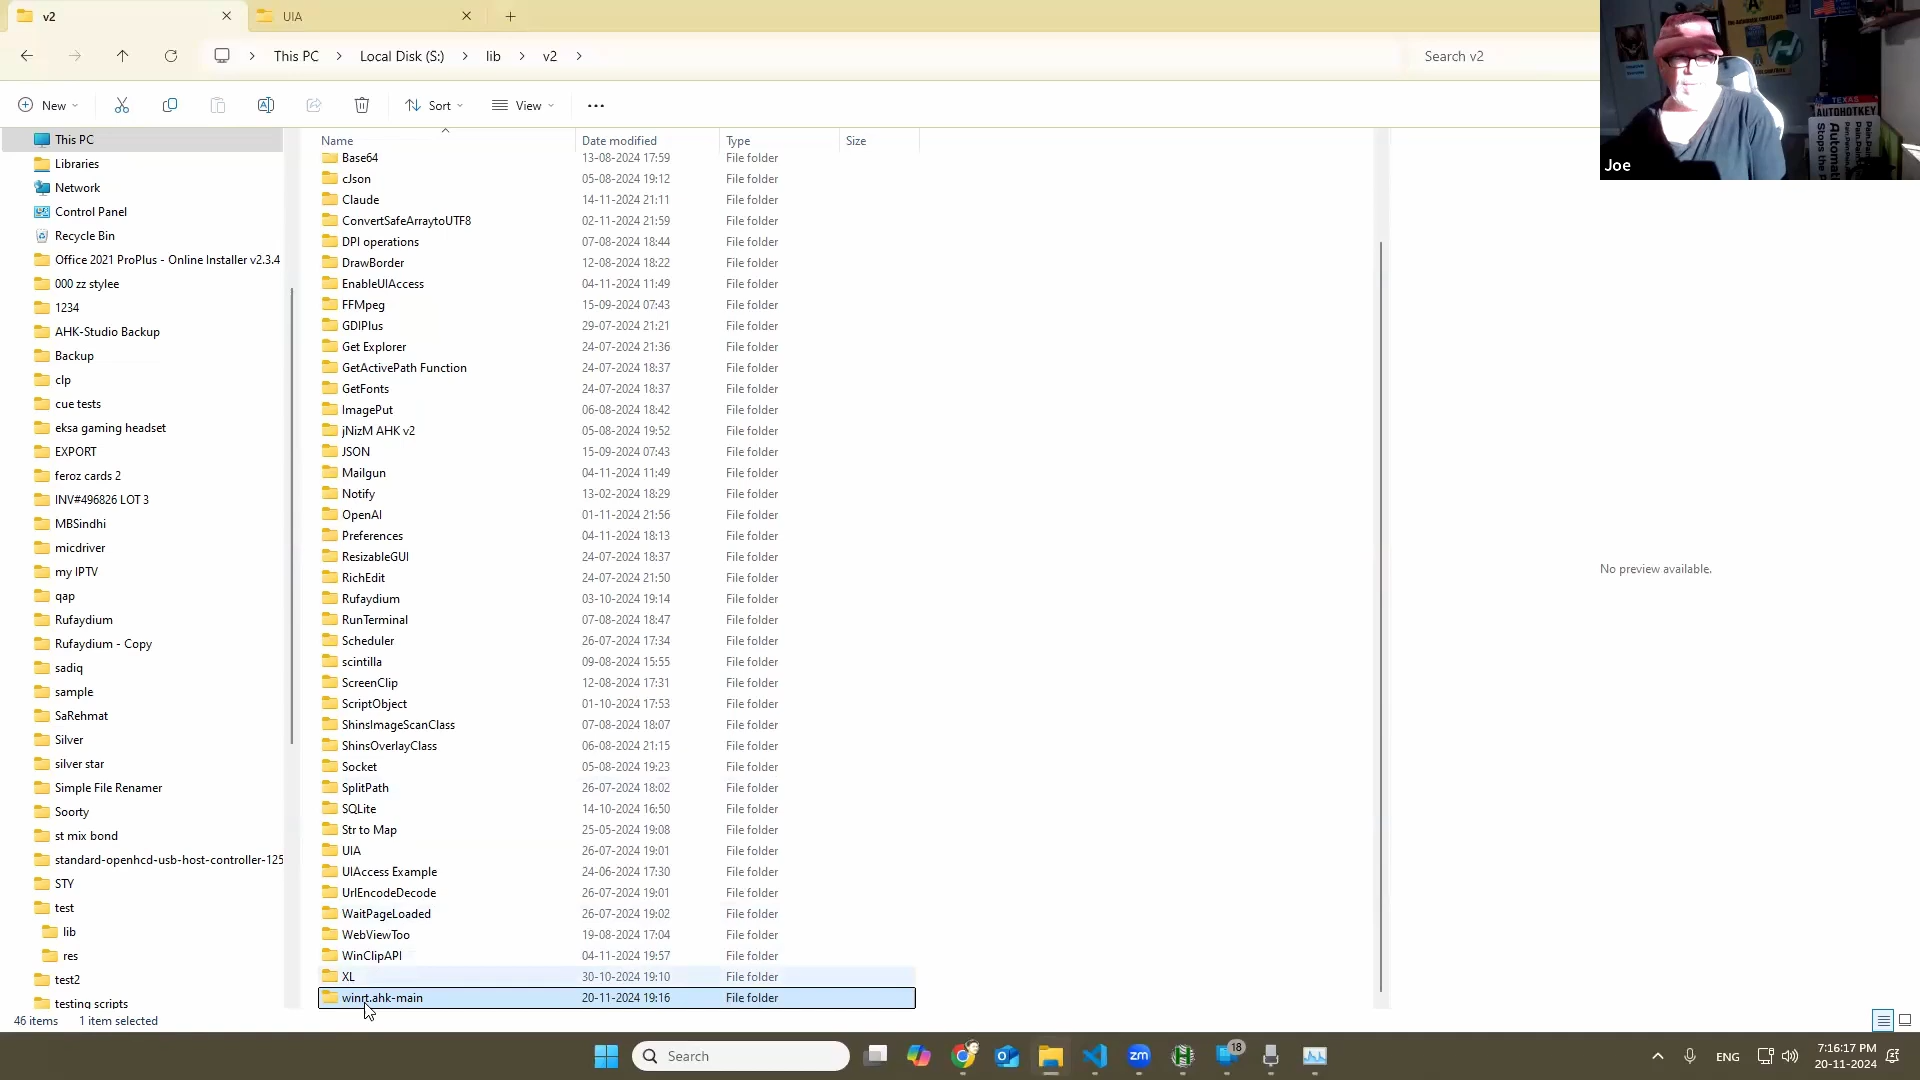 v2
UIA
This PC
Local Disk (S:)
lib
v2
Search v2
New
Sort
View
This PC
Libraries
Network
Control Panel
Recycle Bin
Office 2021 ProPlus - Online Installer v2.3.4
000 zz stylee
1234
AHK-Studio Backup
Backup
clp
cue tests
eksa gaming headset
EXPORT
feroz cards 2
INV#496826 LOT 3
MBSindhi
micdriver
my IPTV
qap
Rufaydium
Rufaydium - Copy
sadiq
sample
SaRehmat
Silver
silver star
Simple File Renamer
Soorty
st mix bond
standard-openhcd-usb-host-controller-125
STY
test
lib
res
test2
testing scripts
Name Date modified Type Size
Base64 13-08-2024 17:59 File folder
cJson 05-08-2024 19:12 File folder
Claude 14-11-2024 21:11 File folder
ConvertSafeArraytoUTF8 02-11-2024 21:59 File folder
DPI operations 07-08-2024 18:44 File folder
DrawBorder 12-08-2024 18:22 File folder
EnableUIAccess 04-11-2024 11:49 File folder
FFMpeg 15-09-2024 07:43 File folder
GDIPlus 29-07-2024 21:21 File folder
Get Explorer 24-07-2024 21:36 File folder
GetActivePath Function 24-07-2024 18:37 File folder
GetFonts 24-07-2024 18:37 File folder
ImagePut 06-08-2024 18:42 File folder
jNizM AHK v2 05-08-2024 19:52 File folder
JSON 15-09-2024 07:43 File folder
Mailgun 04-11-2024 11:49 File folder
Notify 13-02-2024 18:29 File folder
OpenAI 01-11-2024 21:56 File folder
Preferences 04-11-2024 18:13 File folder
ResizableGUI 24-07-2024 18:37 File folder
RichEdit 24-07-2024 21:50 File folder
Rufaydium 03-10-2024 19:14 File folder
RunTerminal 07-08-2024 18:47 File folder
Scheduler 26-07-2024 17:34 File folder
scintilla 09-08-2024 15:55 File folder
ScreenClip 12-08-2024 17:31 File folder
ScriptObject 01-10-2024 17:53 File folder
ShinsImageScanClass 07-08-2024 18:07 File folder
ShinsOverlayClass 06-08-2024 21:15 File folder
Socket 05-08-2024 19:23 File folder
SplitPath 26-07-2024 18:02 File folder
SQLite 14-10-2024 16:50 File folder
Str to Map 25-05-2024 19:08 File folder
UIA 26-07-2024 19:01 File folder
UIAccess Example 24-06-2024 17:30 File folder
UrlEncodeDecode 26-07-2024 19:01 File folder
WaitPageLoaded 26-07-2024 19:02 File folder
WebViewToo 19-08-2024 17:04 File folder
WinClipAPI 04-11-2024 19:57 File folder
XL 30-10-2024 19:10 File folder
winrt.ahk-main 20-11-2024 19:16 File folder
No preview available.
TEXAS
AUTOHOTKEY
Joe
46 items 1 item selected
Search
zm
18
ENG
7:16:17 PM
20-11-2024